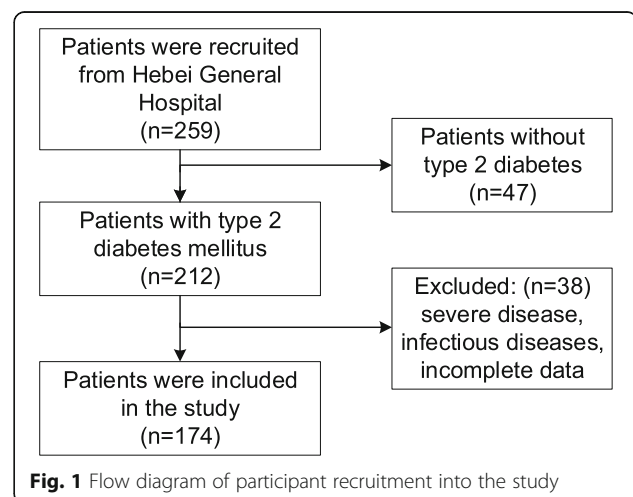 Patients were recruited
from Hebei General
Hospital
(n=259)
Patients without
type 2 diabetes
(n=47)
Patients with type 2
diabetes mellitus
(n=212)
Excluded: (n=38)
severe disease,
infectious diseases,
incomplete data
Patients were included
in the study
(n=174)
Fig. 1 Flow diagram of participant recruitment into the study